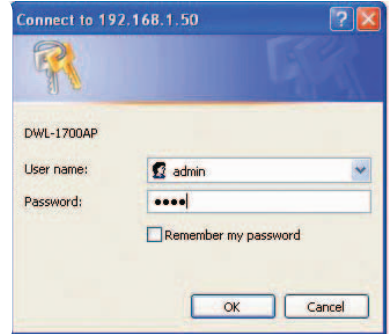 Connect to 192.168.1.50
DWL-1700AP
User name:
admin
Password:
••••
Remember my password
OK
Cancel